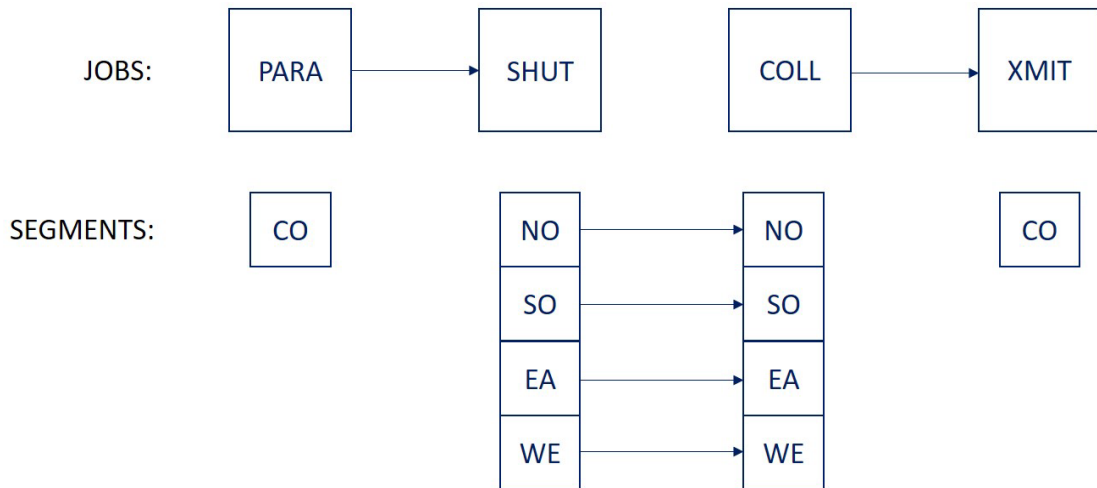 JOBS: PARA SHUT COLL XMIT
SEGMENTS: CO NO NO CO
SO SO
EA EA
WE WE